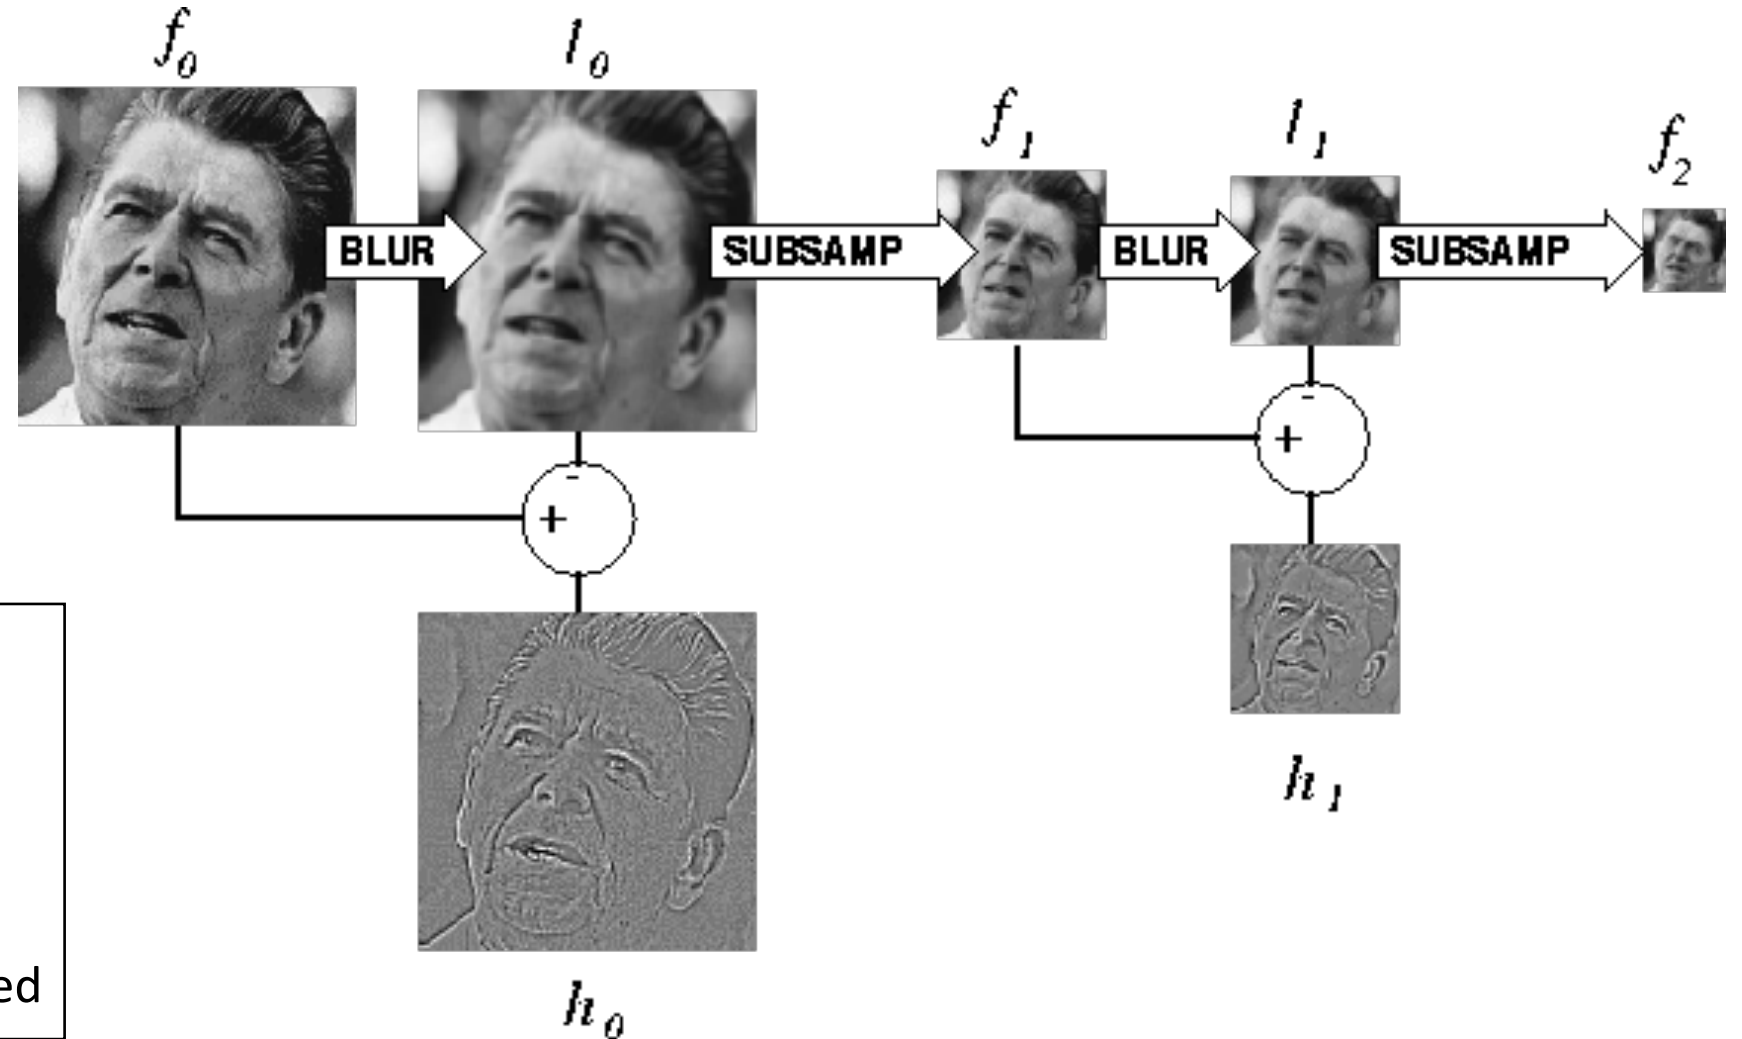 f0
l0
f1
l1
f2
BLUR
SUBSAMP
BLUR
SUBSAMP
-
+
-
+
h1
h0
ed